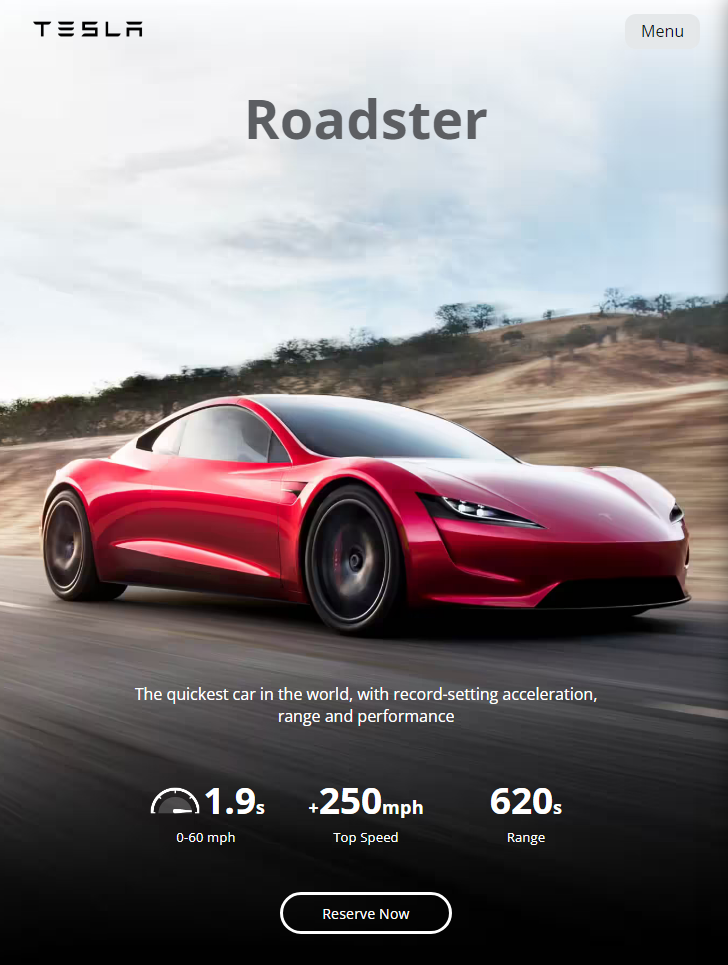 TESLA
Menu
Roadster
The quickest car in the world, with record-setting acceleration,
range and performance
1.9s +250mph 620s
0-60 mph Top Speed Range
Reserve Now